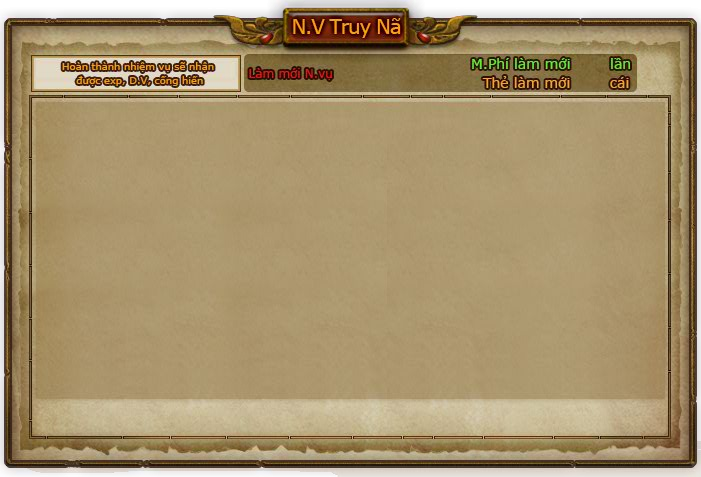 N.V Truy Nã
Hoàn thành nhiệm vụ sẽ nhận
được exp, D.V, cống hiến
Làm mới N.vụ
M.Phí làm mới lần
Thẻ làm mới cái